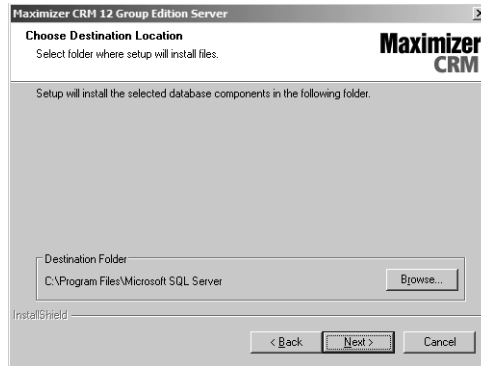 Maximizer CRM 12 Group Edition Server
Choose Destination Location
Select folder where setup will install files.
Maximizer
CRM
Setup will install the selected database components in the following folder.
Destination Folder
C:\Program Files\Microsoft SQL Server
Browse...
InstallShield
< Back
Next >
Cancel